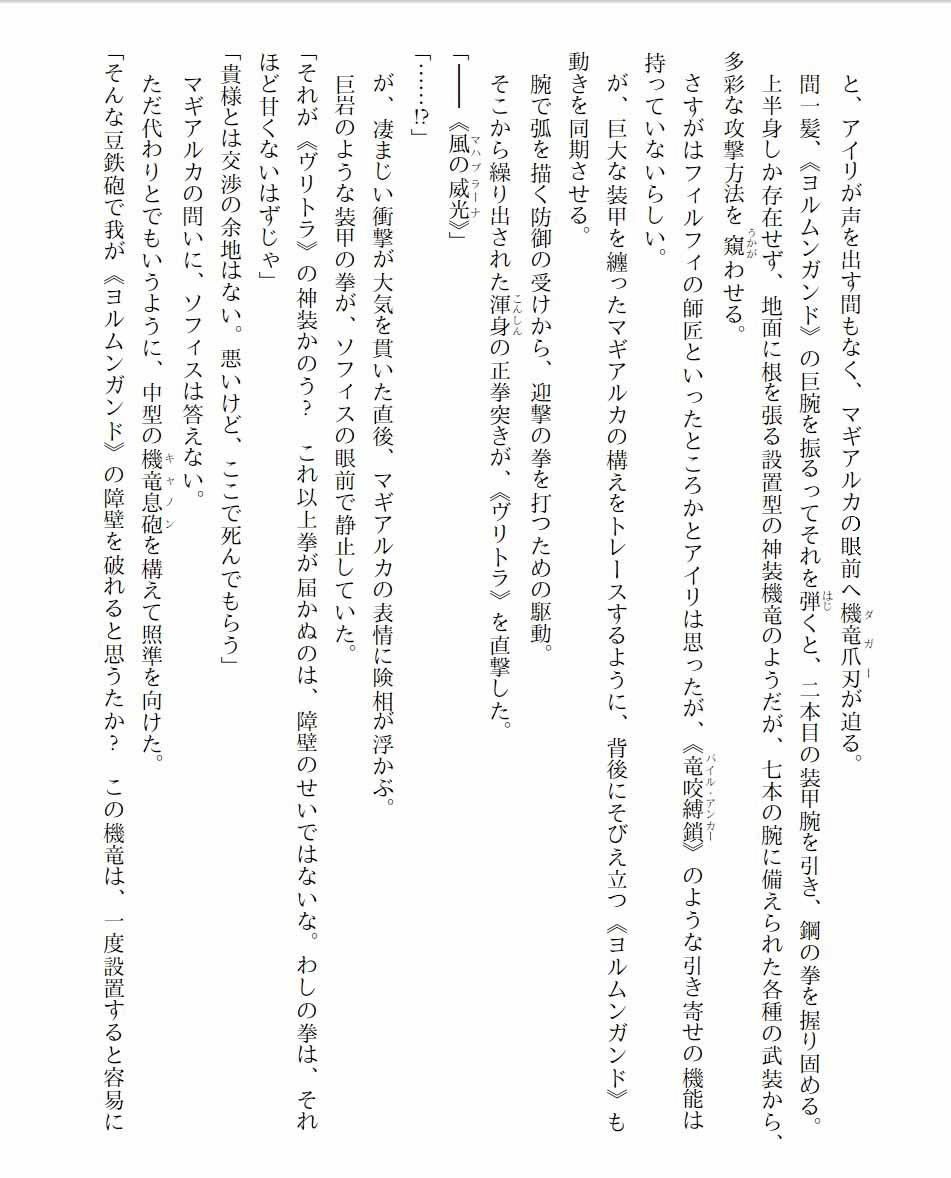 と、アイリが声を出す間もなく、マギアルカの眼前へ機竜爪刃が迫る。
間一髪、《ヨルムンガンド》の巨腕を振るってそれを弾くと、二本目の装甲腕を引き、鋼の拳を握り固める。
上半身しか存在せず、地面に根を張る設置型の神装機竜のようだが、七本の腕に備えられた各種の武装から、
多彩な攻撃方法を窺わせる。
さすがはフィルフィの師匠といったところかとアイリは思ったが、《竜咬縛鎖》のような引き寄せの機能は
持っていないらしい。
が、巨大な装甲を纏ったマギアルカの構えをトレースするように、背後にそびえ立つ《ヨルムンガンド》も
動きを同期させる。
腕で弧を描く防御の受けから、迎撃の拳を打つための駆動。
そこから繰り出された渾身の正拳突きが、《ヴリトラ》を直撃した。
「――《風の威光》」
「……!?」
が、凄まじい衝撃が大気を貫いた直後、マギアルカの表情に険相が浮かぶ。
巨岩のような装甲の拳が、ソフィスの眼前で静止していた。
「それが《ヴリトラ》の神装かのう？　これ以上拳が届かぬのは、障壁のせいではないな。わしの拳は、それ
ほど甘くないはずじゃ」
「貴様とは交渉の余地はない。悪いけど、ここで死んでもらう」
マギアルカの問いに、ソフィスは答えない。
ただ代わりとでもいうように、中型の機竜息砲を構えて照準を向けた。
「そんな豆鉄砲で我が《ヨルムンガンド》の障壁を破れると思うたか？　この機竜は、一度設置すると容易に